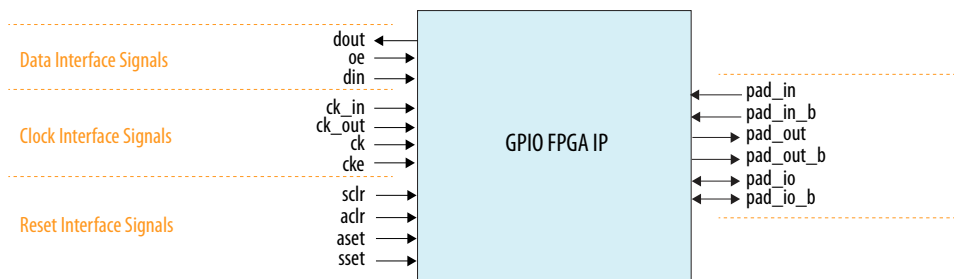 Data Interface Signals
dout
oe
din
Clock Interface Signals
ck_in
ck_out
ck
cke
Reset Interface Signals
sclr
aclr
aset
sset
GPIO FPGA IP
pad_in
pad_in_b
pad_out
pad_out_b
pad_io
pad_io_b